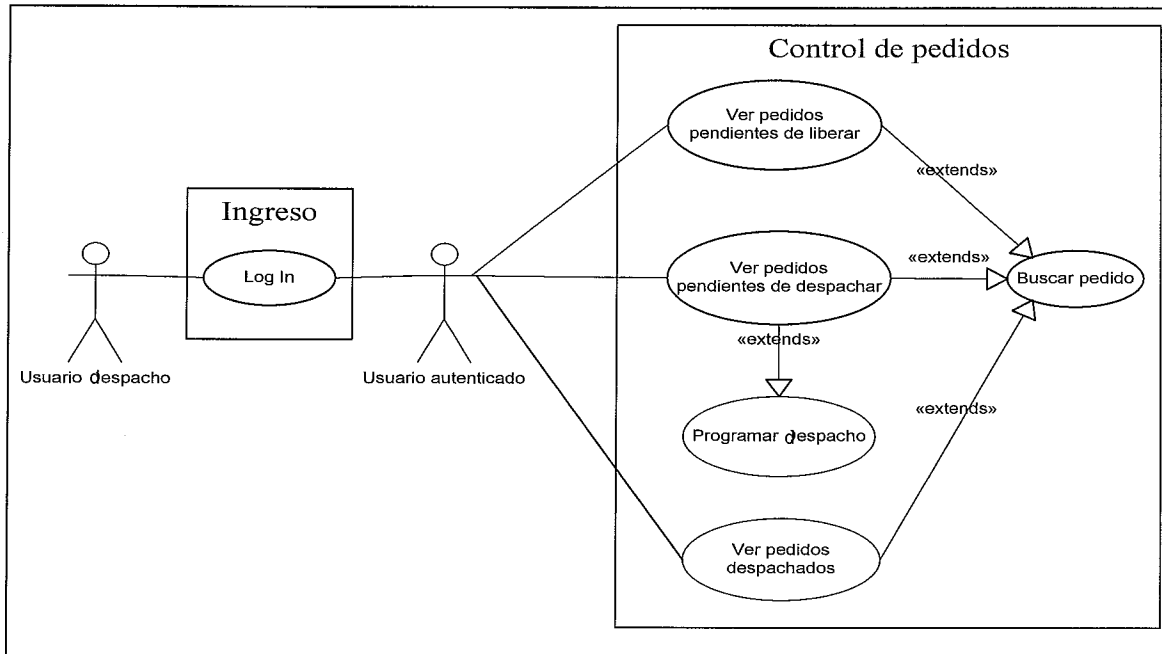 Control de pedidos
Ver pedidos
pendientes de liberar
«extends»
Ingreso
Log In
Usuario despacho
Usuario autenticado
Ver pedidos
pendientes de despachar
«extends»
Buscar pedido
«extends»
Programar despacho
«extends»
Ver pedidos
despachados